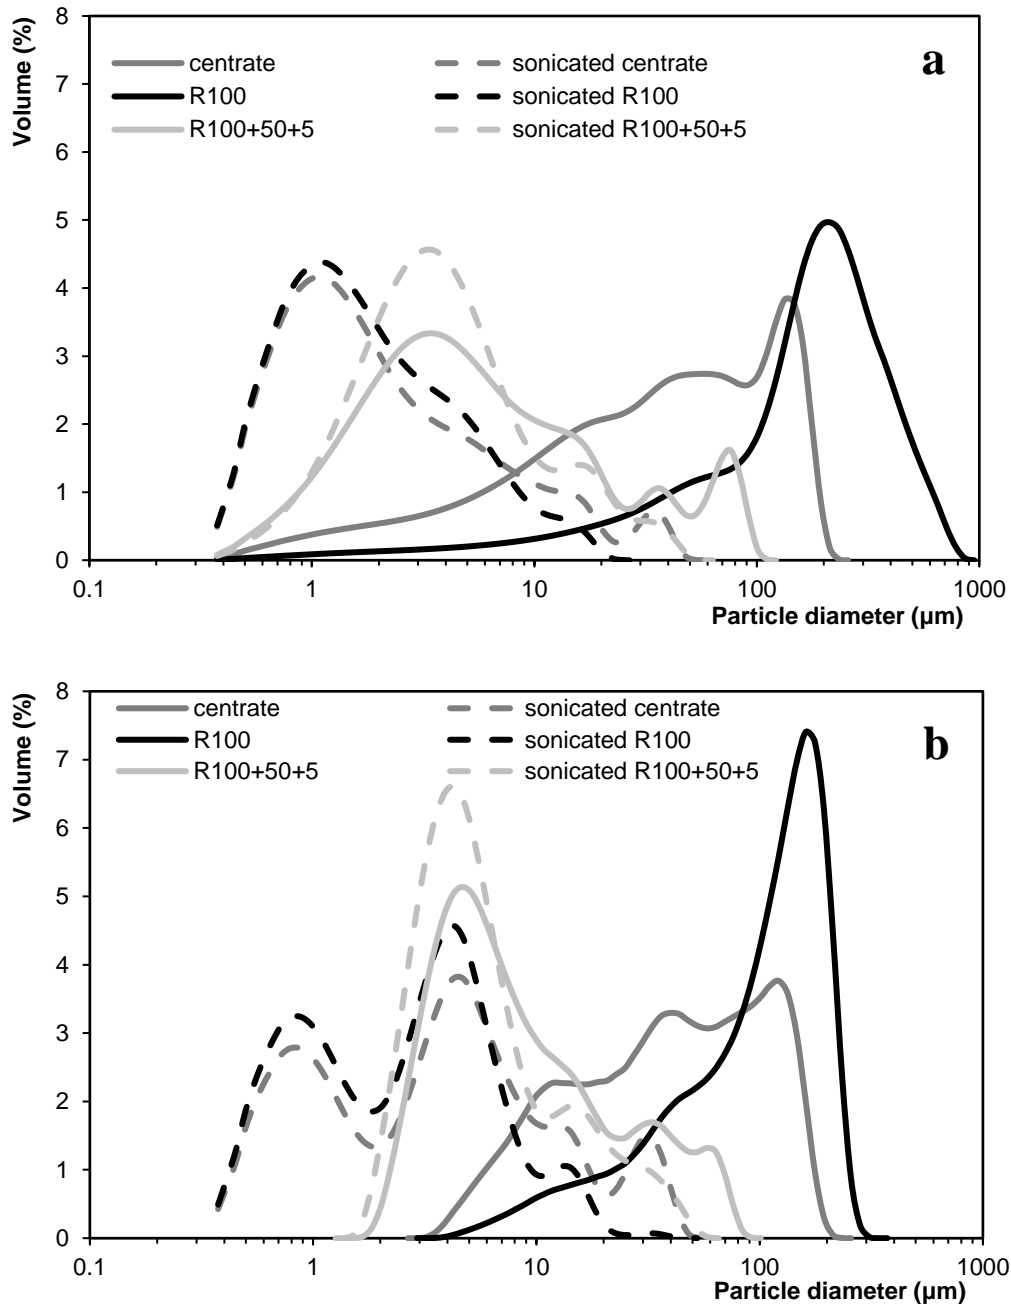 8
Volume (%)
7
6
5
4
3
2
1
0
centrate
sonicated centrate
R100
sonicated R100
R100+50+5
sonicated R100+50+5
a
0.1
1
10
100
1000
Particle diameter (µm)
8
Volume (%)
7
6
5
4
3
2
1
0
centrate
sonicated centrate
R100
sonicated R100
R100+50+5
sonicated R100+50+5
b
0.1
1
10
100
1000
Particle diameter (µm)